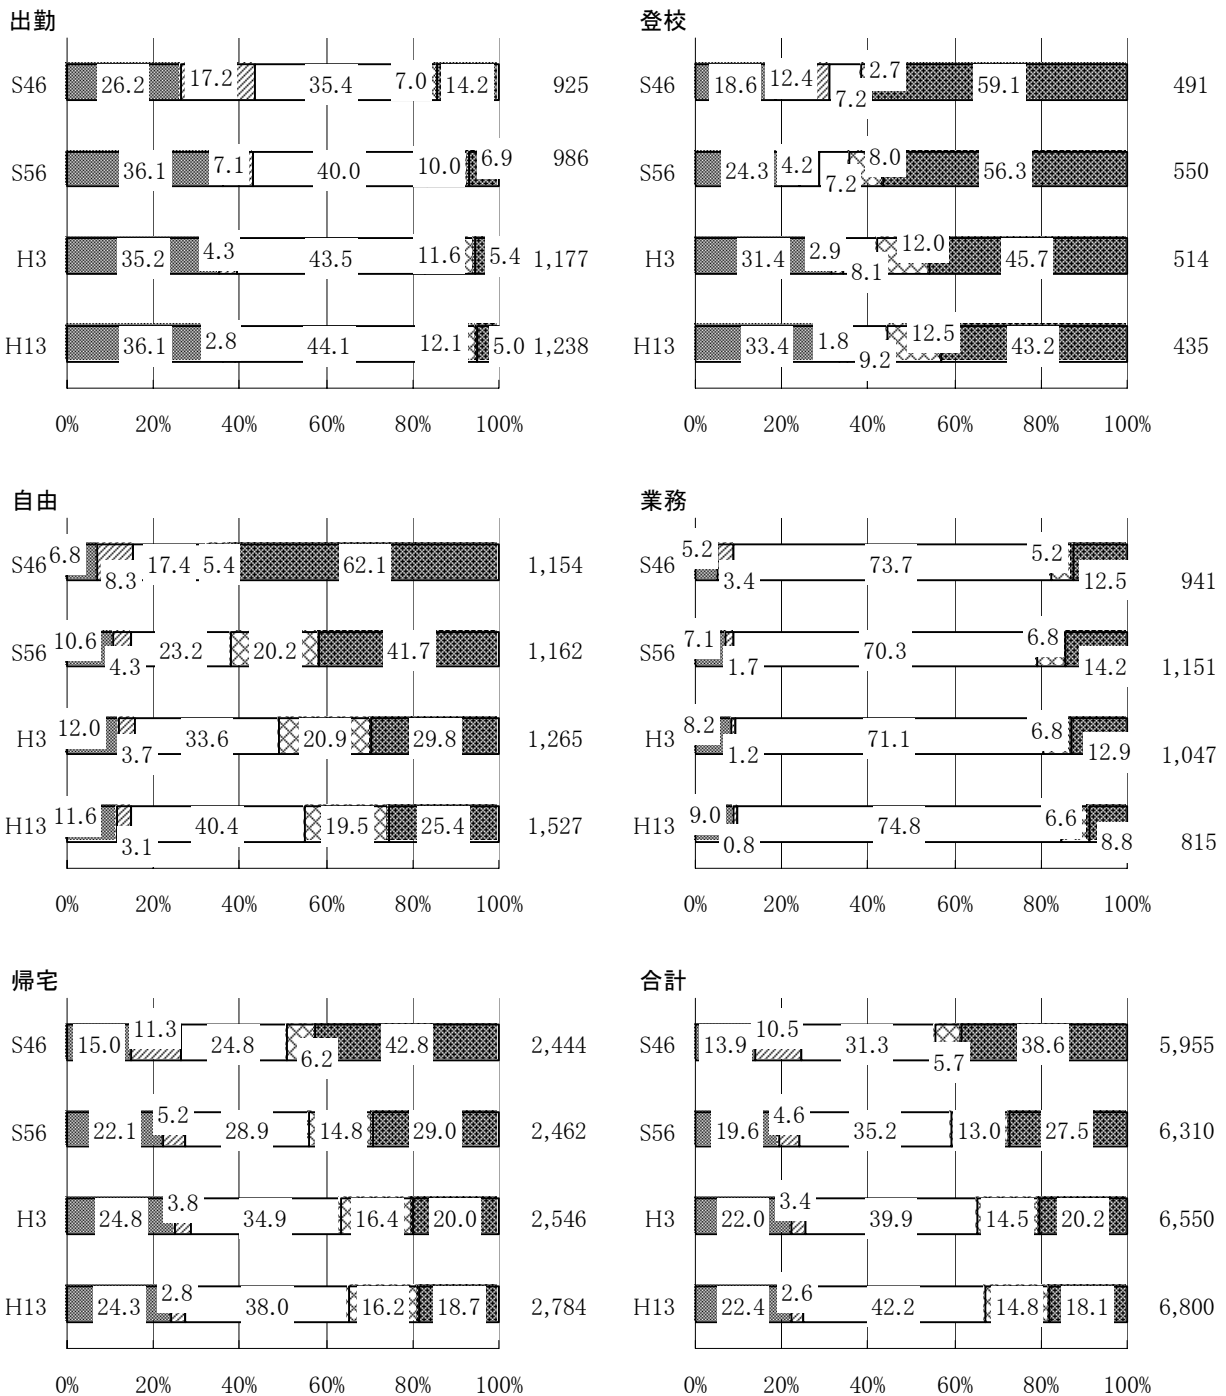 出勤
S46 26.2 17.2 35.4 7.0 14.2 925
S56 36.1 7.1 40.0 10.0 6.9 986
H3 35.2 4.3 43.5 11.6 5.4 1,177
H13 36.1 2.8 44.1 12.1 5.0 1,238
0% 20% 40% 60% 80% 100%
登校
S46 18.6 12.4 7.2 2.7 59.1 491
S56 24.3 4.2 7.2 8.0 56.3 550
H3 31.4 2.9 8.1 12.0 45.7 514
H13 33.4 1.8 9.2 12.5 43.2 435
0% 20% 40% 60% 80% 100%
自由
S46 6.8 8.3 17.4 5.4 62.1 1,154
S56 10.6 4.3 23.2 20.2 41.7 1,162
H3 12.0 3.7 33.6 20.9 29.8 1,265
H13 11.6 3.1 40.4 19.5 25.4 1,527
0% 20% 40% 60% 80% 100%
業務
S46 5.2 3.4 73.7 5.2 12.5 941
S56 7.1 1.7 70.3 6.8 14.2 1,151
H3 8.2 1.2 71.1 6.8 12.9 1,047
H13 9.0 0.8 74.8 6.6 8.8 815
0% 20% 40% 60% 80% 100%
帰宅
S46 15.0 11.3 24.8 6.2 42.8 2,444
S56 22.1 5.2 28.9 14.8 29.0 2,462
H3 24.8 3.8 34.9 16.4 20.0 2,546
H13 24.3 2.8 38.0 16.2 18.7 2,784
0% 20% 40% 60% 80% 100%
合計
S46 13.9 10.5 31.3 5.7 38.6 5,955
S56 19.6 4.6 35.2 13.0 27.5 6,310
H3 22.0 3.4 39.9 14.5 20.2 6,550
H13 22.4 2.6 42.2 14.8 18.1 6,800
0% 20% 40% 60% 80% 100%